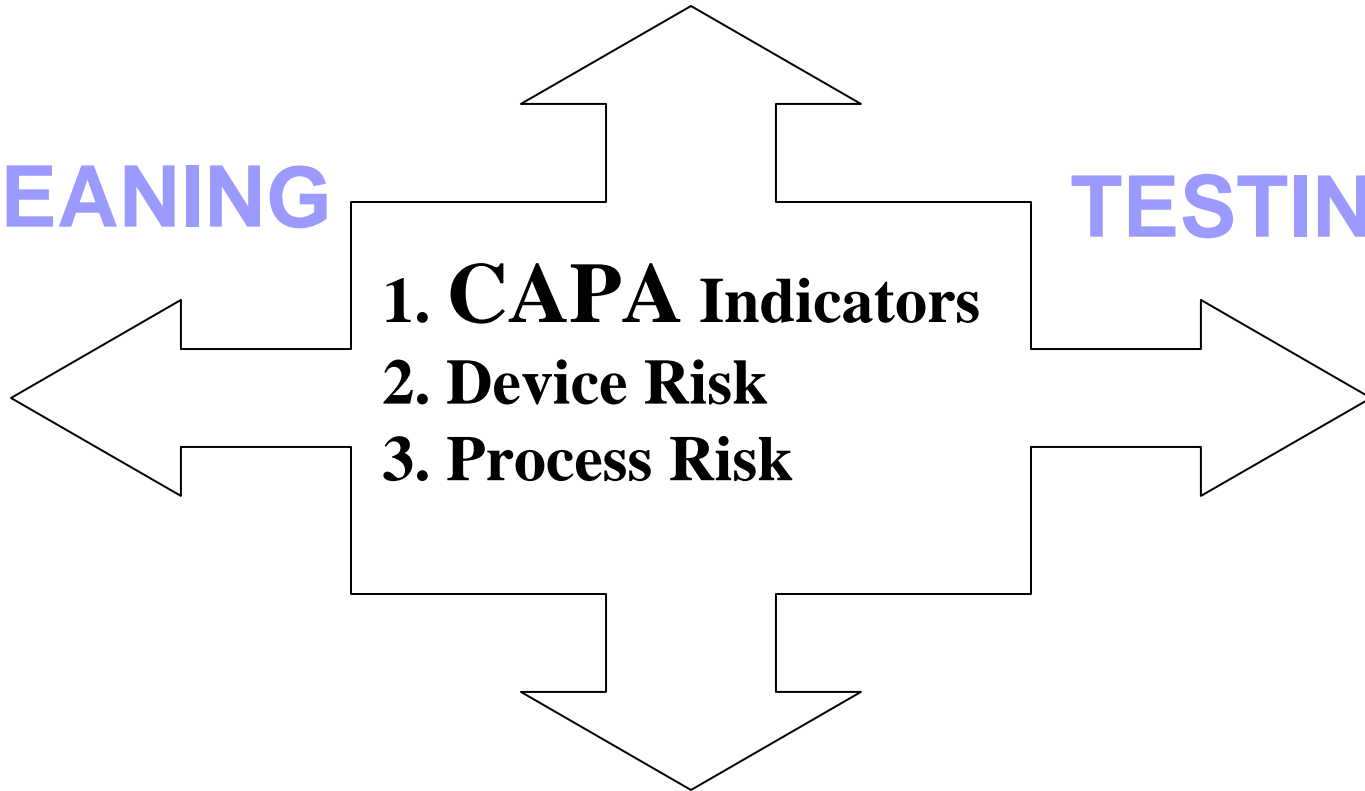 EANING
TESTIN
1. CAPA Indicators
2. Device Risk
3. Process Risk